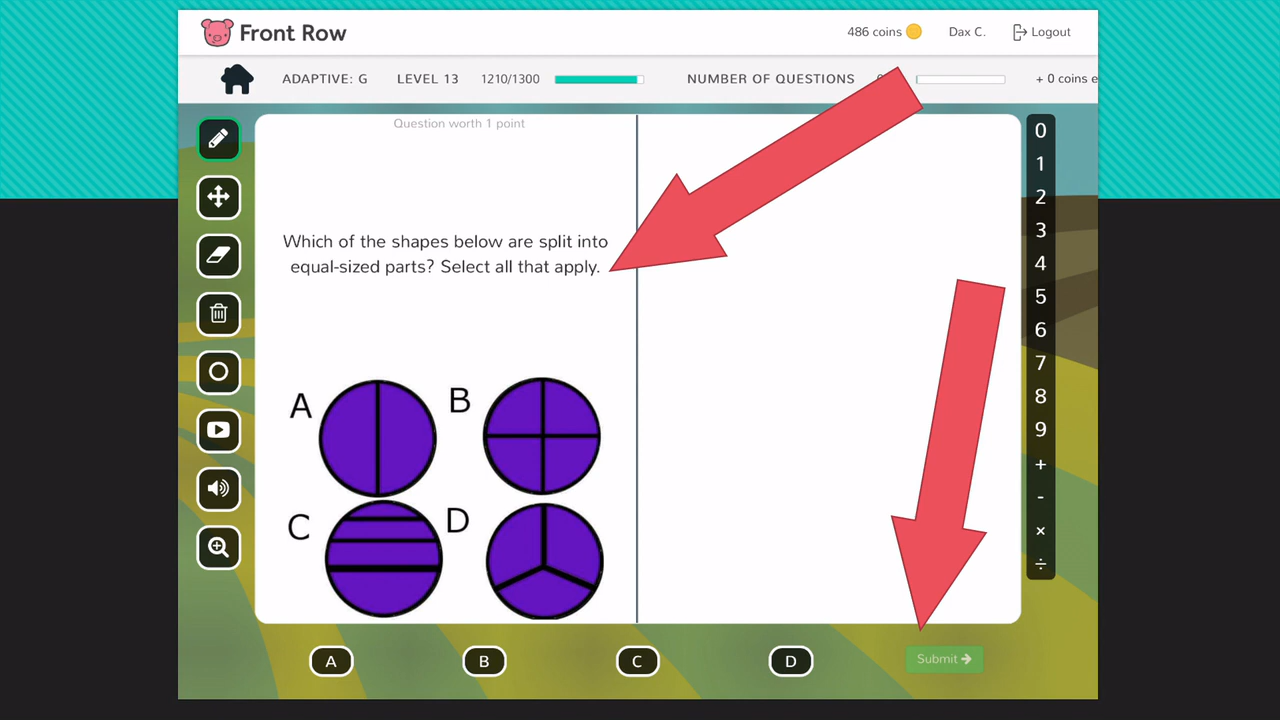 Front Row
486 coins
Dax C.
Logout
ADAPTIVE: G
LEVEL 13
1210/1300
NUMBER OF QUESTIONS
+ 0 coins e
Question worth 1 point
Which of the shapes below are split into
equal-sized parts? Select all that apply.
A
B
C
D
0
1
2
3
4
5
6
7
8
9
+
-
×
÷
A
B
C
D
Submit